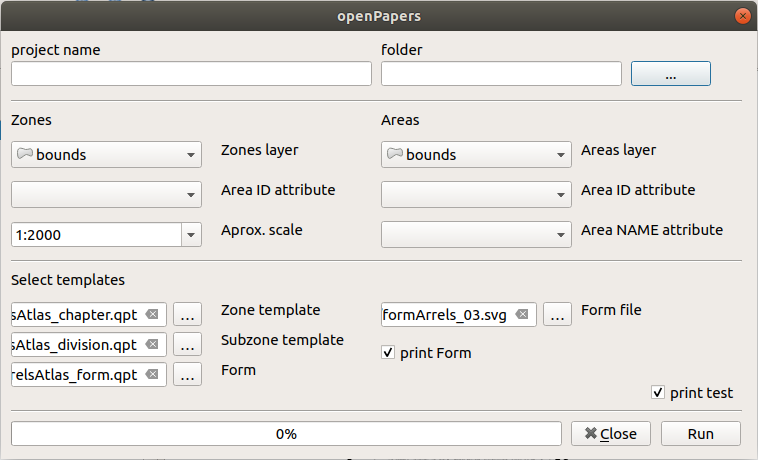 openPapers
project name folder
...
Zones Areas
bounds Zones layer bounds Areas layer
Area ID attribute Area ID attribute
1:2000 Aprox. scale Area NAME attribute
Select templates
sAtlas_chapter.qpt ... Zone template formArrels_03.svg ... Form file
sAtlas_division.qpt ... Subzone template print Form
relsAtlas_form.qpt ... Form
print test
0% Close Run